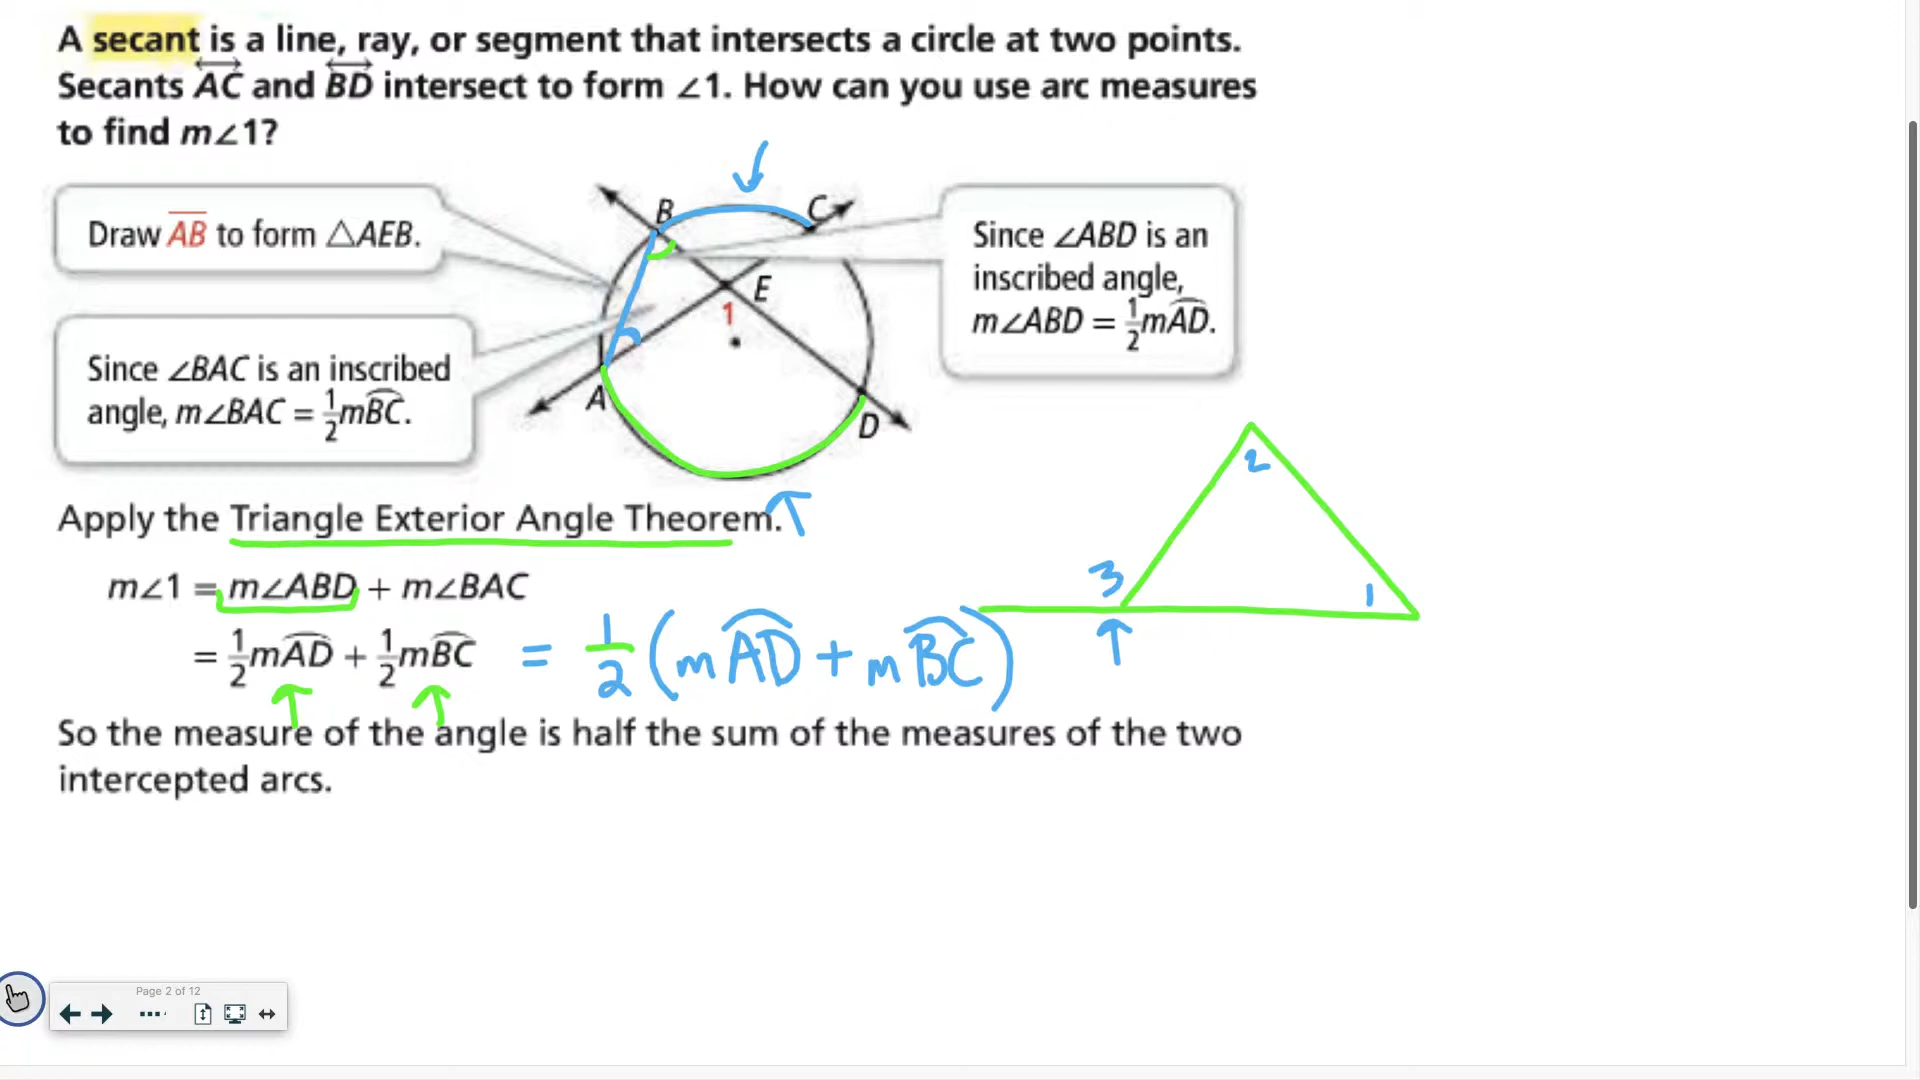 A secant is a line, ray, or segment that intersects a circle at two points.
Secants AC and BD intersect to form ∠1. How can you use arc measures
to find m∠1?
Draw AB to form △AEB.
Since ∠BAC is an inscribed
angle, m∠BAC = 1/2 mBC.
B
C
E
1
A
D
Since ∠ABD is an
inscribed angle,
m∠ABD = 1/2 mAD.
Apply the Triangle Exterior Angle Theorem.
m∠1 = m∠ABD + m∠BAC
= 1/2 mAD + 1/2 mBC = 1/2 (mAD + mBC)
2
3
1
So the measure of the angle is half the sum of the measures of the two
intercepted arcs.
Page 2 of 12